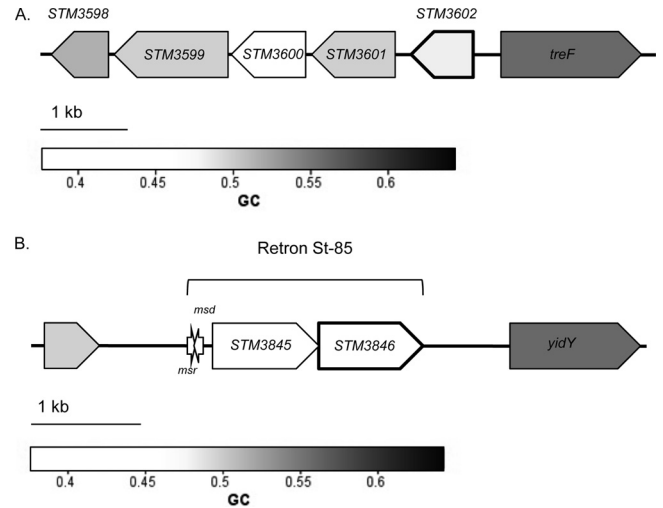 A.
STM3598
STM3602
STM3599
STM3600
STM3601
treF
1 kb
0.4 0.45 0.5 0.55 0.6
GC
B.
Retron St-85
msd
STM3845
STM3846
yidY
msr
1 kb
0.4 0.45 0.5 0.55 0.6
GC